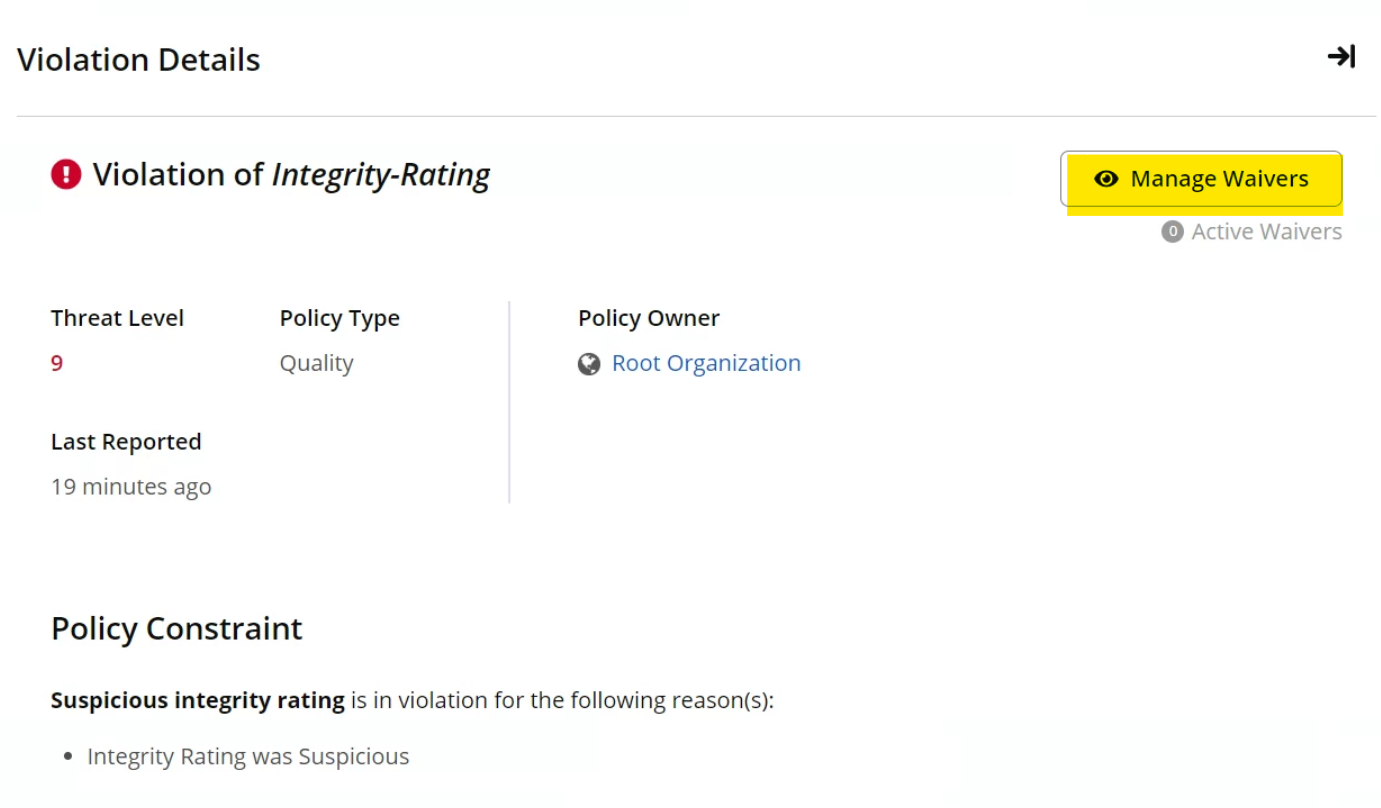 Violation Details
Violation of Integrity-Rating
Manage Waivers
0 Active Waivers
Threat Level
Policy Type
Policy Owner
9
Quality
Root Organization
Last Reported
19 minutes ago
Policy Constraint
Suspicious integrity rating is in violation for the following reason(s):
• Integrity Rating was Suspicious